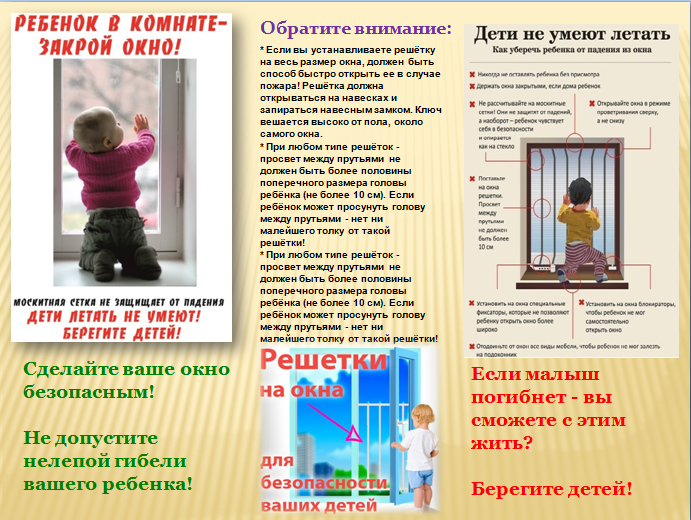 РЕБЕНОК В КОМНАТЕ-
ЗАКРОЙ ОКНО!
МОСКИТНАЯ СЕТКА НЕ ЗАЩИЩАЕТ ОТ ПАДЕНИЯ
ДЕТИ ЛЕТАТЬ НЕ УМЕЮТ!
БЕРЕГИТЕ ДЕТЕЙ!
Сделайте ваше окно
безопасным!
Не допустите
нелепой гибели
вашего ребенка!
Обратите внимание:
* Если вы устанавливаете решётку
на весь размер окна, должен быть
способ быстро открыть ее в случае
пожара! Решётка должна
открываться на навесках и
запираться навесным замком. Ключ
вешается высоко от пола, около
самого окна.
* При любом типе решёток -
просвет между прутьями не
должен быть более половины
поперечного размера головы
ребёнка (не более 10 см). Если
ребёнок может просунуть голову
между прутьями - нет ни
малейшего толку от такой
решётки!
* При любом типе решёток -
просвет между прутьями не
должен быть более половины
поперечного размера головы
ребёнка (не более 10 см). Если
ребёнок может просунуть голову
между прутьями - нет ни
малейшего толку от такой решётки!
Решетки
на окна
для
безопасности
ваших детей
Дети не умеют летать
Как уберечь ребенка от падения из окна
Никогда не оставлять ребенка без присмотра
Держать окна закрытыми, если дома ребенок
Не рассчитывайте на москитные
сетки! Они не защитят от падений,
а наоборот – ребенок чувствует
себя в безопасности
и опирается
как на стекло
Открывайте окна в режиме
проветривания сверху,
а не снизу
Поставьте
на окна
решетки.
Просвет
между
прутьями
не должен
быть более
10 см
Установить на окна специальные
фиксаторы, которые не позволяют
ребенку открыть окно более
широко
Установить на окна блокираторы,
чтобы ребенок не мог
самостоятельно
открыть окно
Отодвиньте от окон все виды мебели, чтобы ребенок не мог залезть
на подоконник
Если малыш
погибнет - вы
сможете с этим
жить?
Берегите детей!